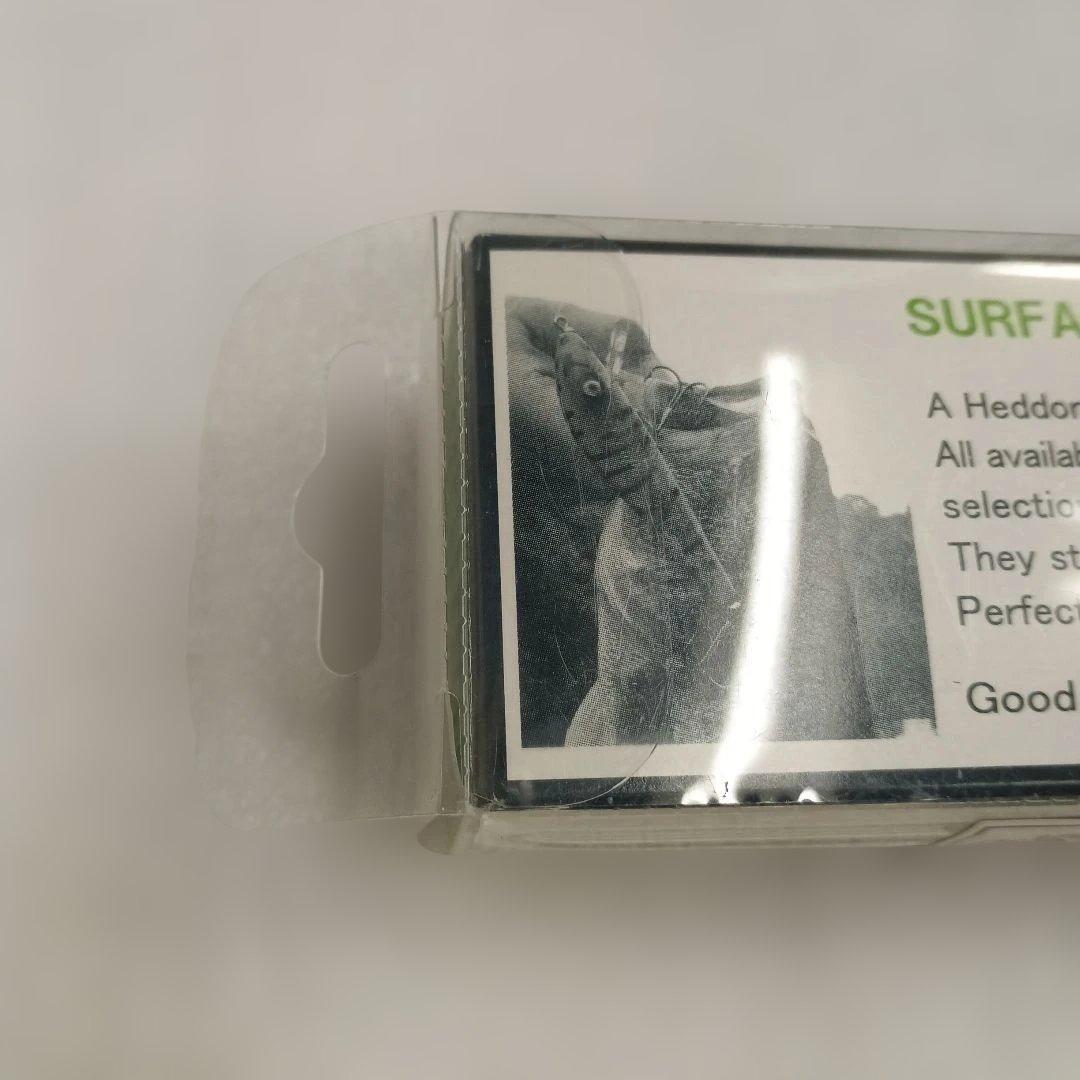 SURFA
A Heddon
All availab
selectio
They st
Perfect
Good